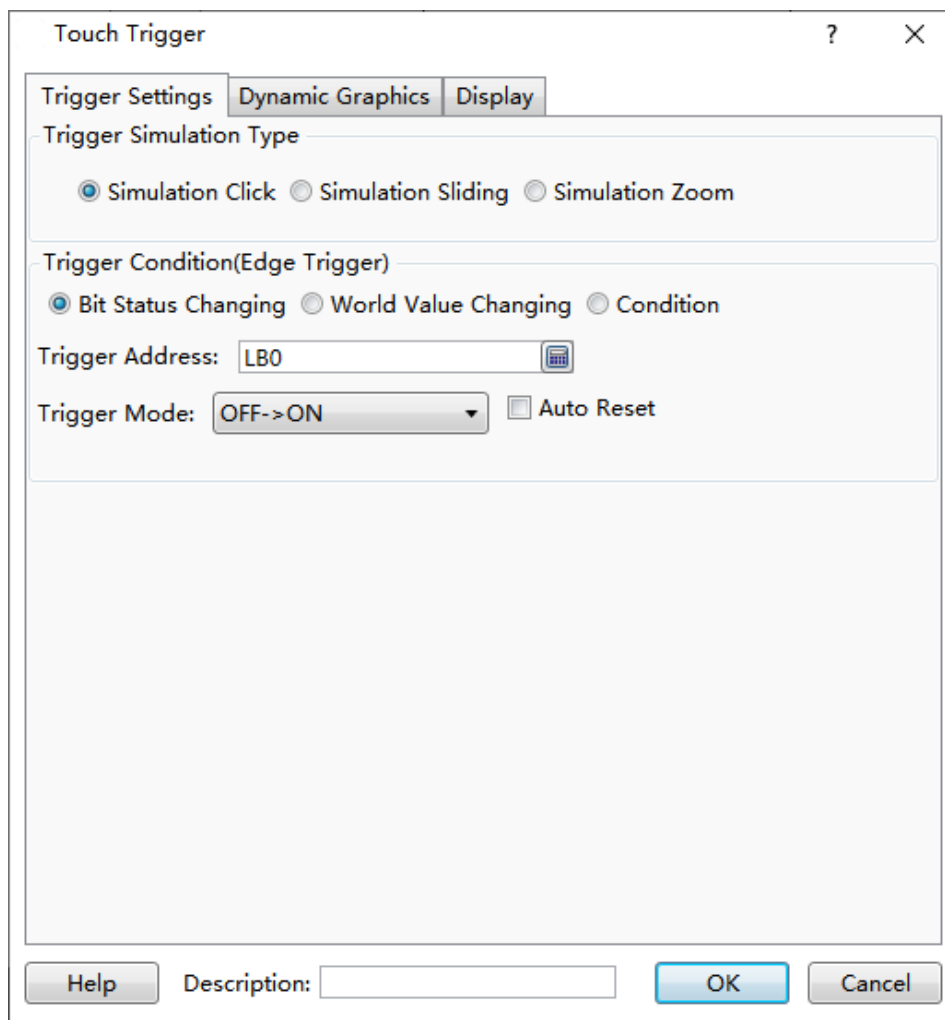 Touch Trigger ?
Trigger Settings Dynamic Graphics Display
Trigger Simulation Type
Simulation Click Simulation Sliding Simulation Zoom
Trigger Condition(Edge Trigger)
Bit Status Changing World Value Changing Condition
Trigger Address: LB0
Trigger Mode: OFF->ON Auto Reset
Help Description: OK Cancel